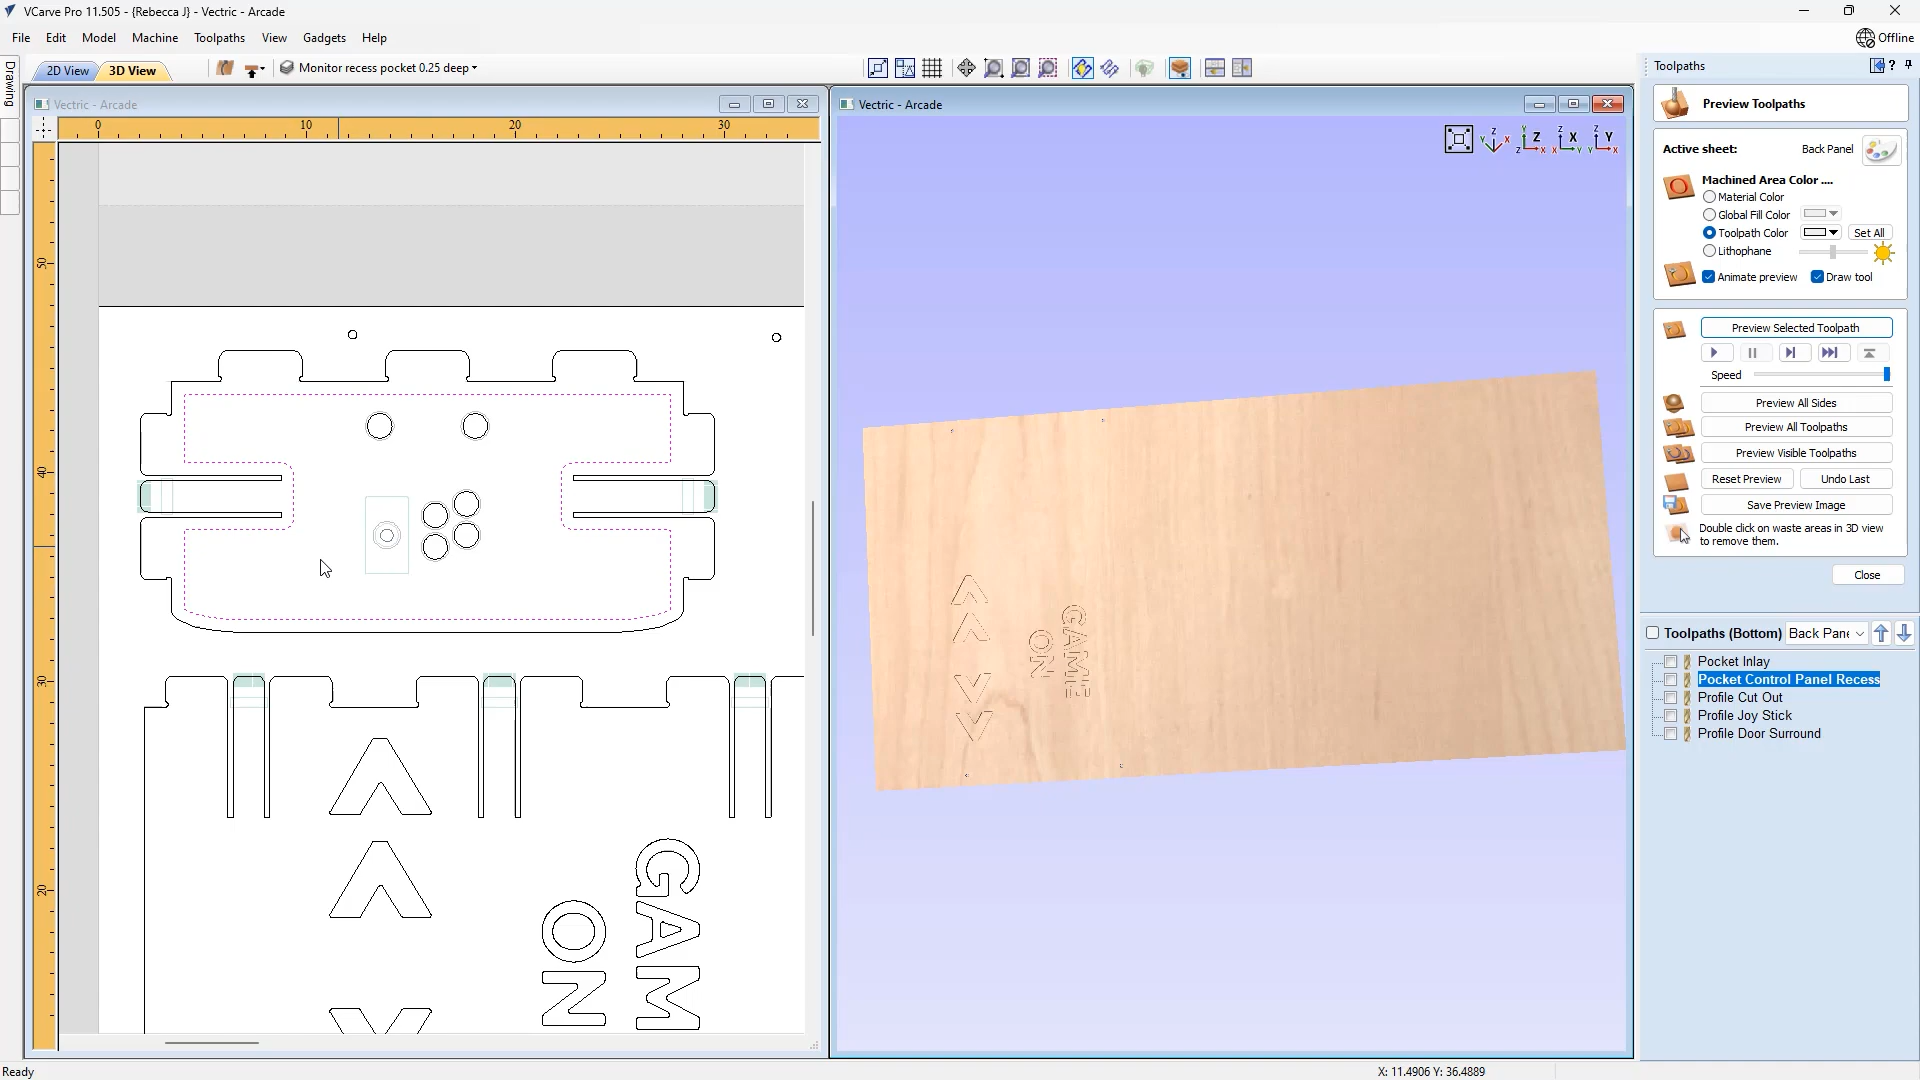 VCarve Pro 11.505 - {Rebecca J} - Vectric - Arcade
File Edit Model Machine Toolpaths View Gadgets Help
Offline
Drawing
2D View 3D View
Monitor recess pocket 0.25 deep
Toolpaths
Vectric - Arcade
0 10 20 30
50
40
30
20
GAM
ON
Vectric - Arcade
Z Y X
Y Z X
Z X Y
Z Y X
GAME
ON
Preview Toolpaths
Active sheet: Back Panel
Machined Area Color ....
Material Color
Global Fill Color
Toolpath Color Set All
Lithophane
Animate preview Draw tool
Preview Selected Toolpath
Speed
Preview All Sides
Preview All Toolpaths
Preview Visible Toolpaths
Reset Preview Undo Last
Save Preview Image
Double click on waste areas in 3D view
to remove them.
Close
Toolpaths (Bottom) Back Pane
Pocket Inlay
Pocket Control Panel Recess
Profile Cut Out
Profile Joy Stick
Profile Door Surround
Ready
X: 11.4906 Y: 36.4889